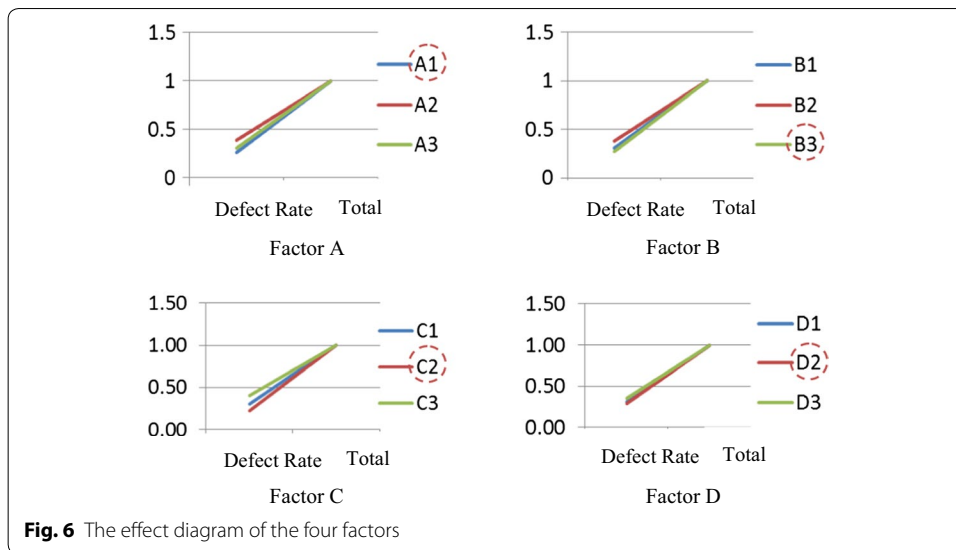 1.5
1
0.5
0
A1
A2
A3
Defect Rate Total
Factor A
1.5
1
0.5
0
B1
B2
B3
Defect Rate Total
Factor B
1.50
1.00
0.50
0.00
C1
C2
C3
Defect Rate Total
Factor C
1.50
1.00
0.50
0.00
D1
D2
D3
Defect Rate Total
Factor D
Fig. 6 The effect diagram of the four factors